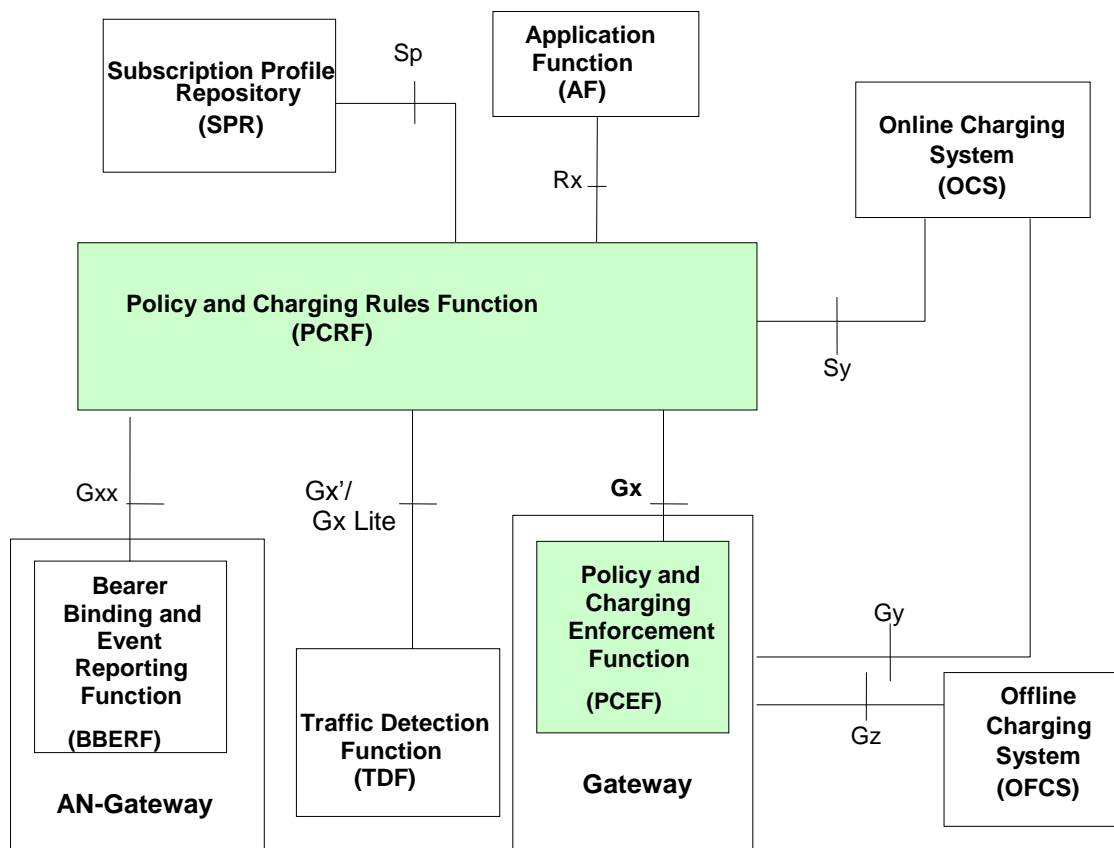 Subscription Profile
Repository
(SPR)
Sp
Application
Function
(AF)
Rx
Online Charging
System
(OCS)
Policy and Charging Rules Function
(PCRF)
Sy
Gxx
Gx’/
Gx Lite
Gx
Bearer
Binding and
Event
Reporting
Function
(BBERF)
AN-Gateway
Traffic Detection
Function
(TDF)
Policy and
Charging
Enforcement
Function
(PCEF)
Gateway
Gy
Gz
Offline
Charging
System
(OFCS)